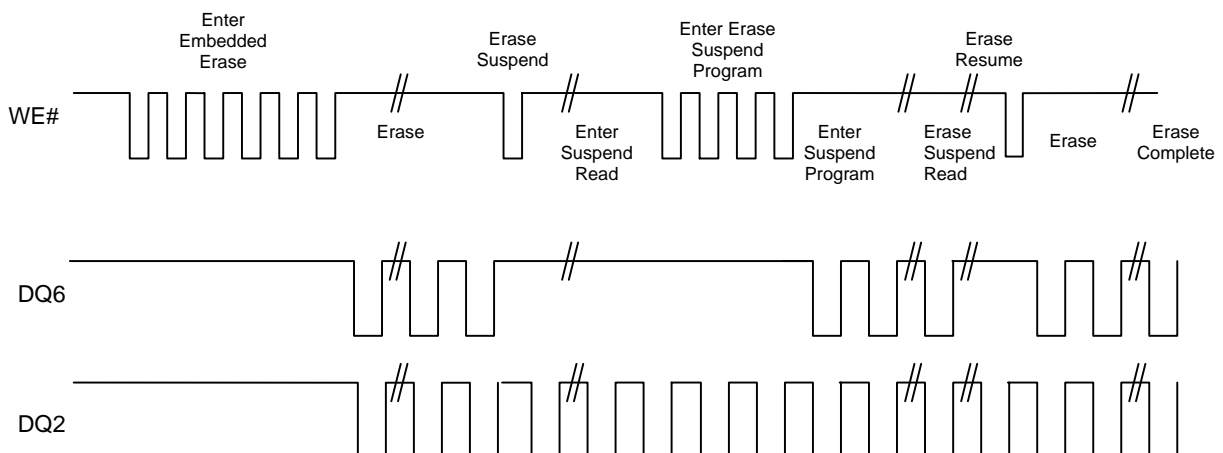 Enter
Embedded
Erase
Erase
Suspend
Enter Erase
Suspend
Program
Erase
Resume
WE#
Erase
Enter
Suspend
Read
Enter
Suspend
Program
Erase
Suspend
Read
Erase
Erase
Complete
DQ6
DQ2